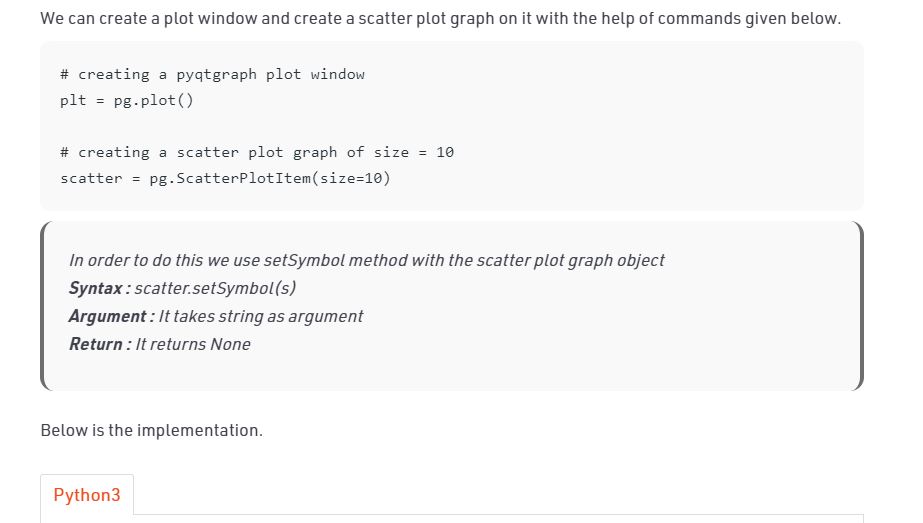 We can create a plot window and create a scatter plot graph on it with the help of commands given below.
# creating a pyqtgraph plot window
plt = pg.plot()
# creating a scatter plot graph of size = 10
scatter = pg.ScatterPlotItem(size=10)
In order to do this we use setSymbol method with the scatter plot graph object
Syntax : scatter.setSymbol(s)
Argument : It takes string as argument
Return : It returns None
Below is the implementation.
Python3